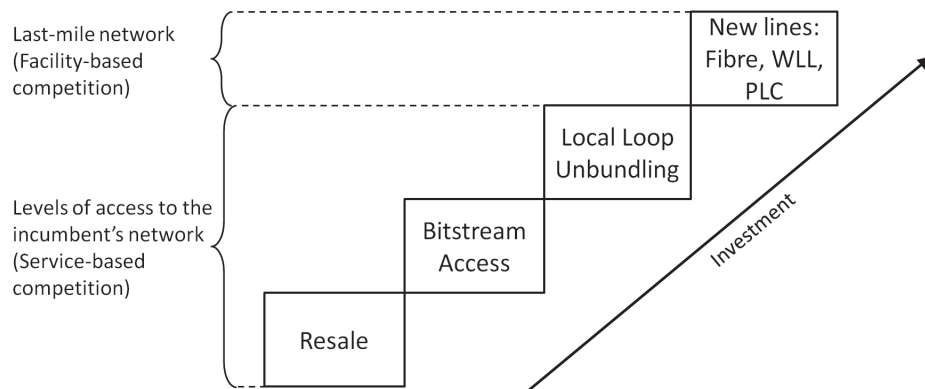 Last-mile network
(Facility-based
competition)
New lines:
Fibre, WLL,
PLC
Local Loop
Unbundling
Levels of access to the
incumbent's network
(Service-based
competition)
Bitstream
Access
Investment
Resale